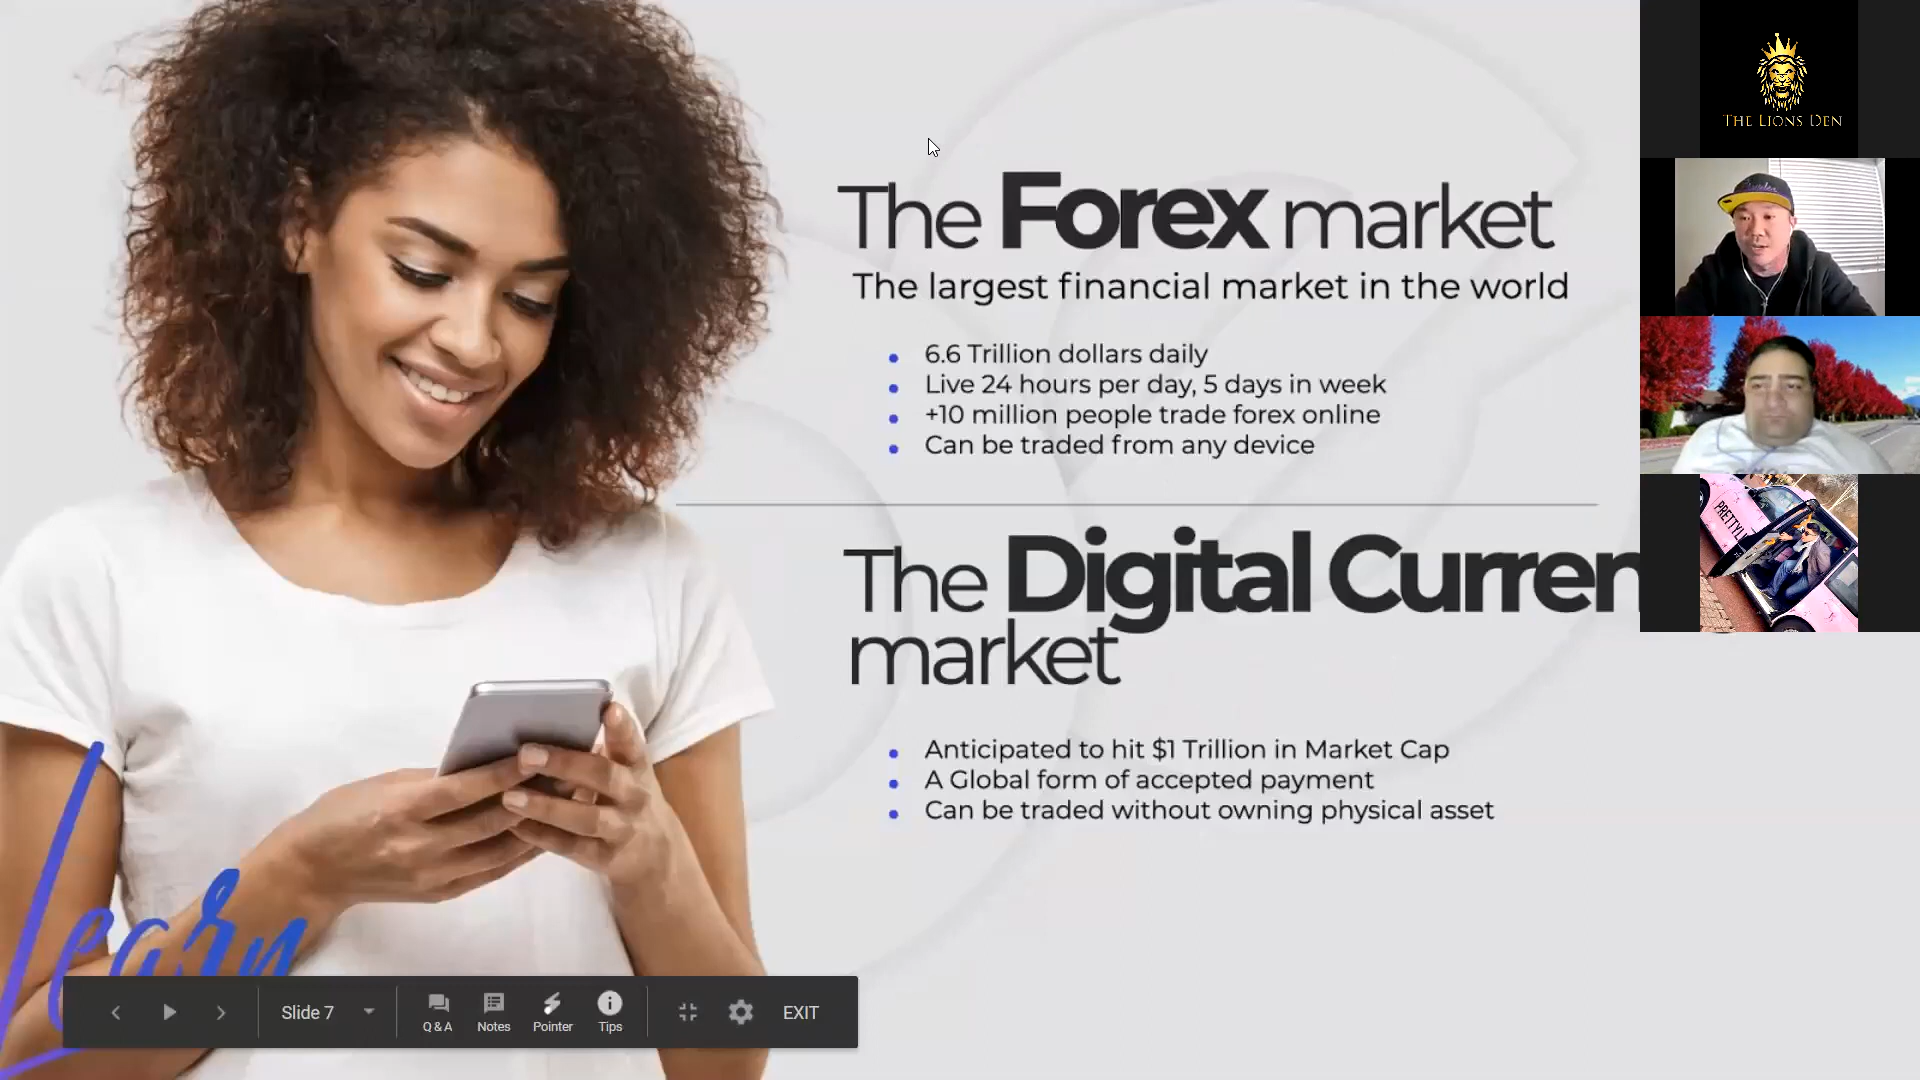 The Forex market
The largest financial market in the world
6.6 Trillion dollars daily
Live 24 hours per day, 5 days in week
+10 million people trade forex online
Can be traded from any device
The Digital Curren
market
Anticipated to hit $1 Trillion in Market Cap
A Global form of accepted payment
Can be traded without owning physical asset
Learn
Slide 7
Q & A
Notes
Pointer
Tips
EXIT
THE LIONS DEN
PRETTYL